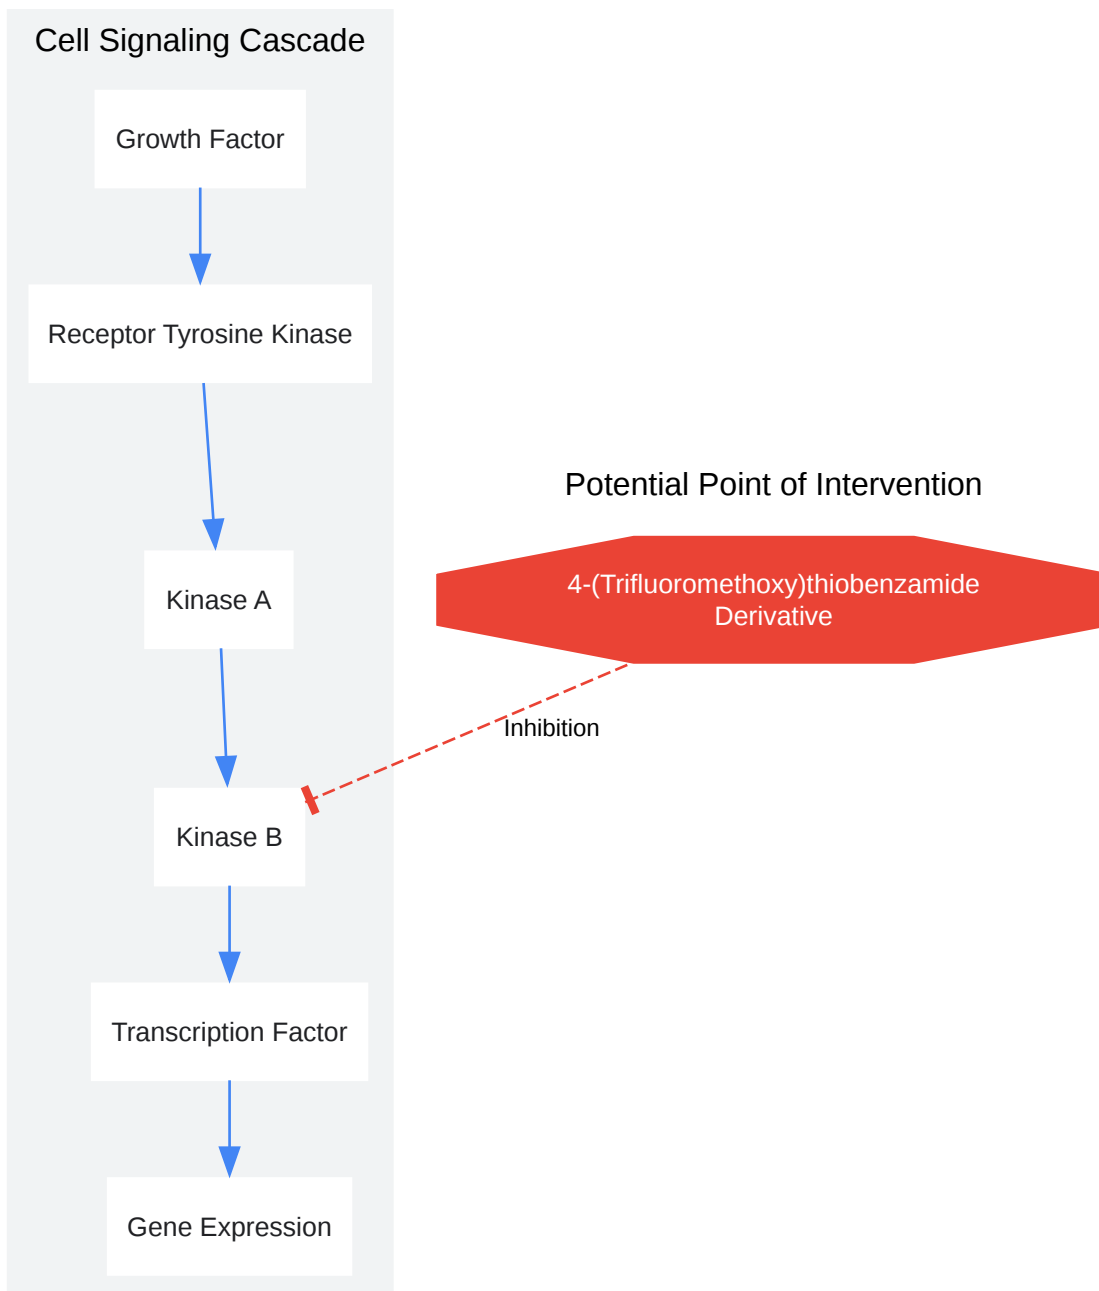 Cell Signaling Cascade
Growth Factor
Receptor Tyrosine Kinase
Kinase A
Kinase B
Transcription Factor
Gene Expression
Potential Point of Intervention
4-(Trifluoromethoxy)thiobenzamide
Derivative
Inhibition